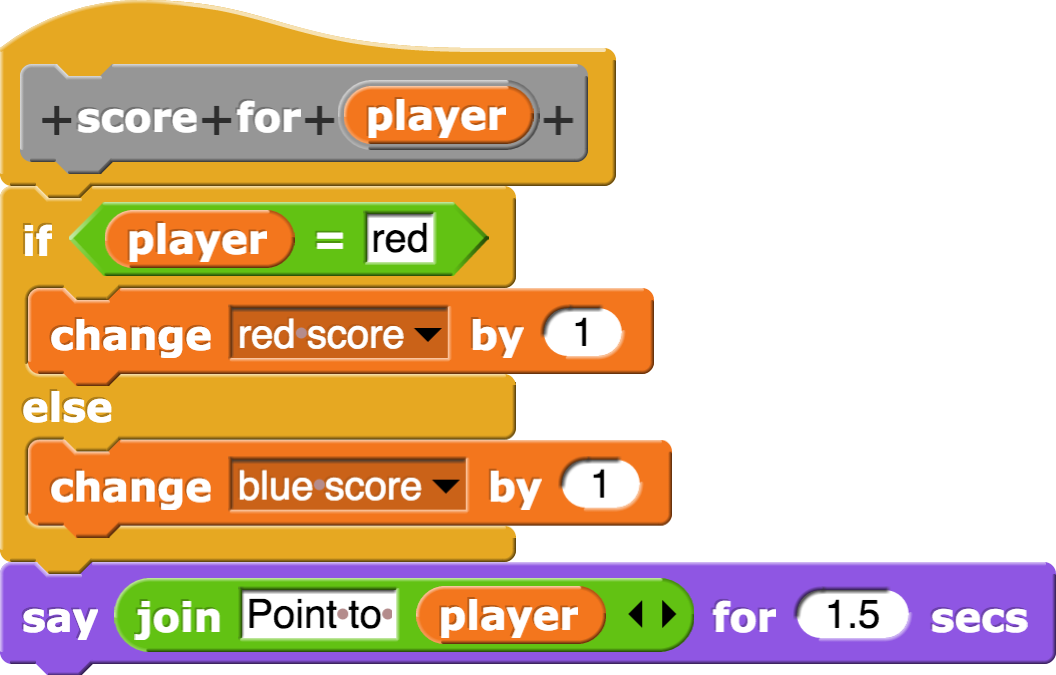 +score+for+ player +
if player = red
change red score by 1
else
change blue score by 1
say join Point to player for 1.5 secs